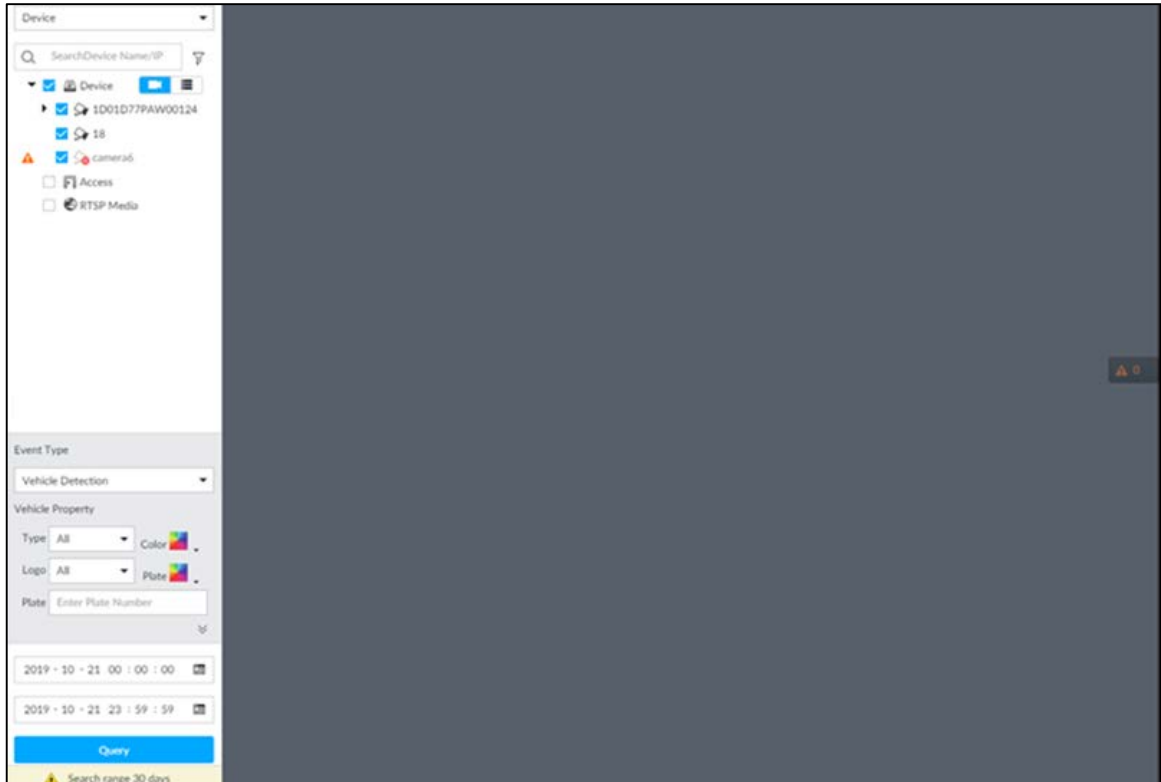 Device
SearchDevice Name/IP
Device
1D01D77PAW00124
18
camera6
Access
RTSP Media
0
Event Type
Vehicle Detection
Vehicle Property
Type All Color
Logo All Plate
Plate Enter Plate Number
2019 - 10 - 21 00 : 00 : 00
2019 - 10 - 21 23 : 59 : 59
Query
Search range 30 days